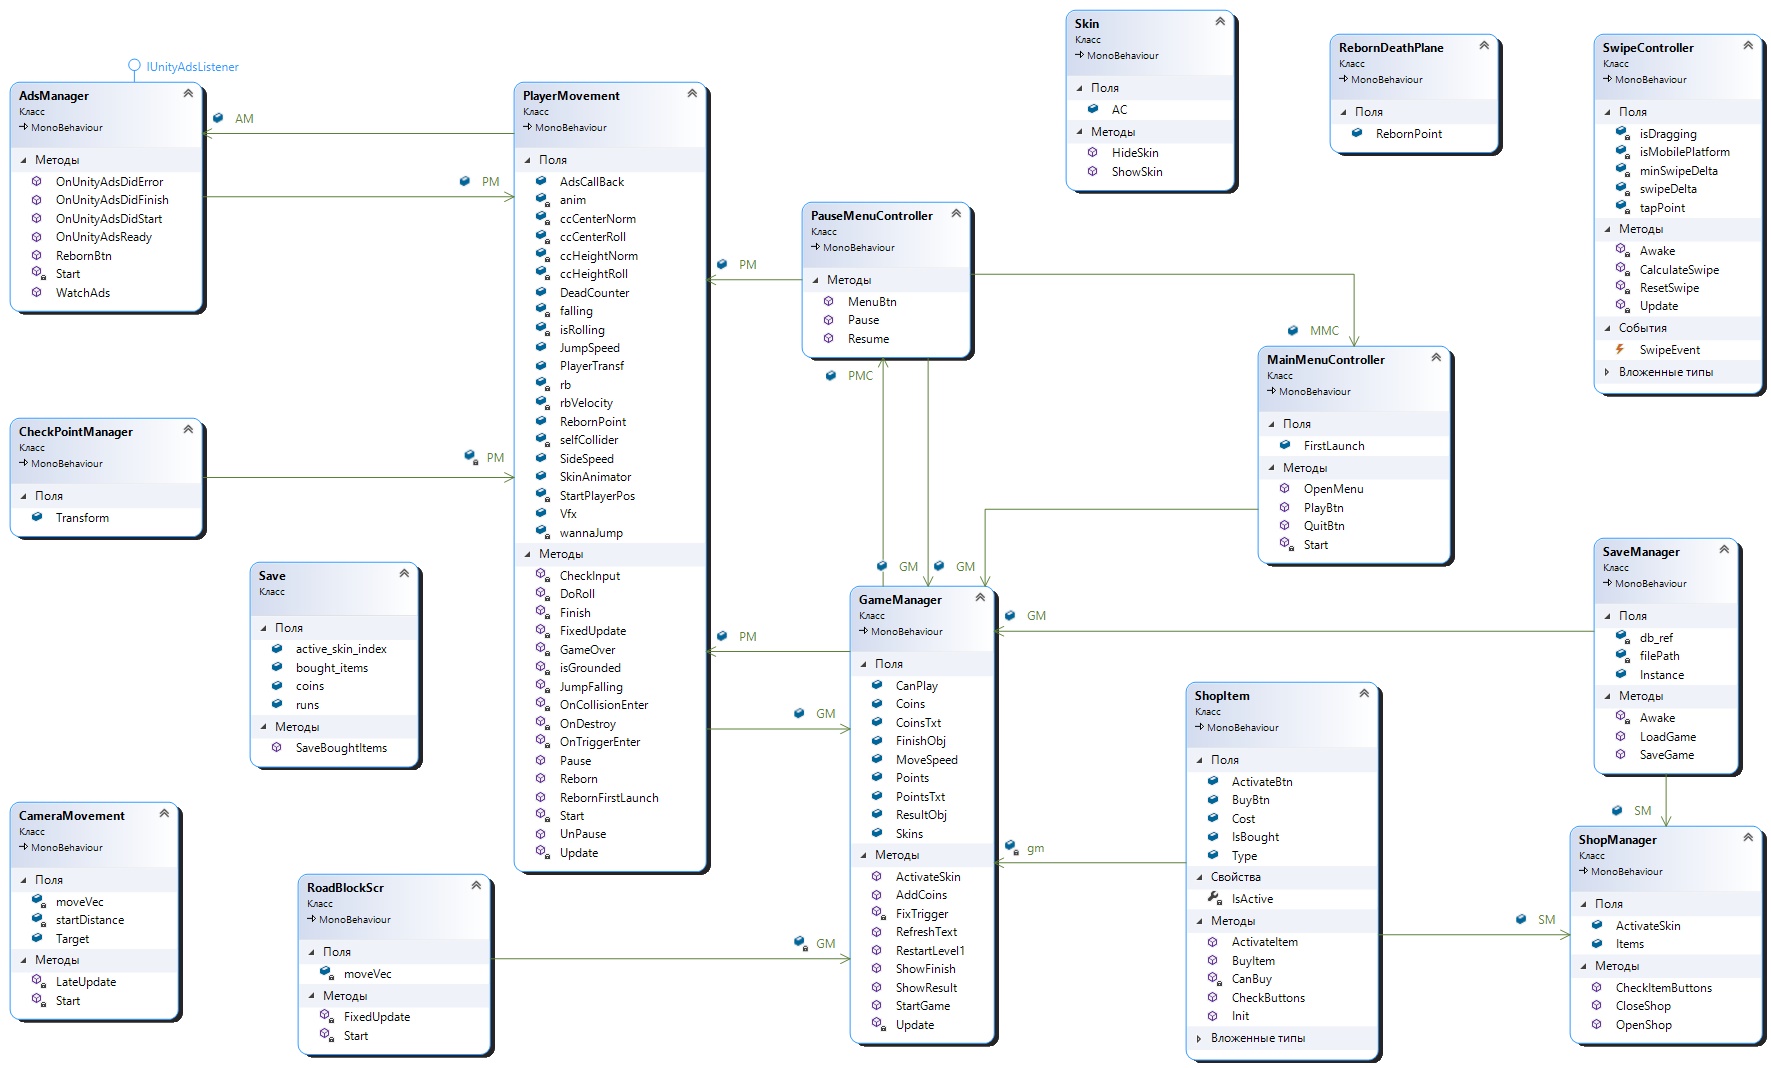 IUnityAdsListener
AdsManager
Класс
MonoBehaviour
Методы
OnUnityAdsDidError
OnUnityAdsDidFinish
OnUnityAdsDidStart
OnUnityAdsReady
RebornBtn
Start
WatchAds
AM
PM
CheckPointManager
Класс
MonoBehaviour
Поля
Transform
PM
Save
Класс
Поля
active_skin_index
bought_items
coins
runs
Методы
SaveBoughtItems
CameraMovement
Класс
MonoBehaviour
Поля
moveVec
startDistance
Target
Методы
LateUpdate
Start
RoadBlockScr
Класс
MonoBehaviour
Поля
moveVec
Методы
FixedUpdate
Start
GM
PlayerMovement
Класс
MonoBehaviour
Поля
AdsCallBack
anim
ccCenterNorm
ccCenterRoll
ccHeightNorm
ccHeightRoll
DeadCounter
falling
isRolling
JumpSpeed
PlayerTransf
rb
rbVelocity
RebornPoint
selfCollider
SideSpeed
SkinAnimator
StartPlayerPos
Vfx
wannaJump
Методы
CheckInput
DoRoll
Finish
FixedUpdate
GameOver
isGrounded
JumpFalling
OnCollisionEnter
OnDestroy
OnTriggerEnter
Pause
Reborn
RebornFirstLaunch
Start
UnPause
Update
PM
PauseMenuController
Класс
MonoBehaviour
Методы
MenuBtn
Pause
Resume
PMC
GM
GM
PM
GM
GameManager
Класс
MonoBehaviour
Поля
CanPlay
Coins
CoinsTxt
FinishObj
MoveSpeed
Points
PointsTxt
ResultObj
Skins
Методы
ActivateSkin
AddCoins
FixTrigger
RefreshText
RestartLevel1
ShowFinish
ShowResult
StartGame
Update
Skin
Класс
MonoBehaviour
Поля
AC
Методы
HideSkin
ShowSkin
RebornDeathPlane
Класс
MonoBehaviour
Поля
RebornPoint
SwipeController
Класс
MonoBehaviour
Поля
isDragging
isMobilePlatform
minSwipeDelta
swipeDelta
tapPoint
Методы
Awake
CalculateSwipe
ResetSwipe
Update
События
SwipeEvent
Вложенные типы
MMC
MainMenuController
Класс
MonoBehaviour
Поля
FirstLaunch
Методы
OpenMenu
PlayBtn
QuitBtn
Start
GM
SaveManager
Класс
MonoBehaviour
Поля
db_ref
filePath
Instance
Методы
Awake
LoadGame
SaveGame
SM
gm
ShopItem
Класс
MonoBehaviour
Поля
ActivateBtn
BuyBtn
Cost
IsBought
Type
Свойства
IsActive
Методы
ActivateItem
BuyItem
CanBuy
CheckButtons
Init
Вложенные типы
SM
ShopManager
Класс
MonoBehaviour
Поля
ActivateSkin
Items
Методы
CheckItemButtons
CloseShop
OpenShop